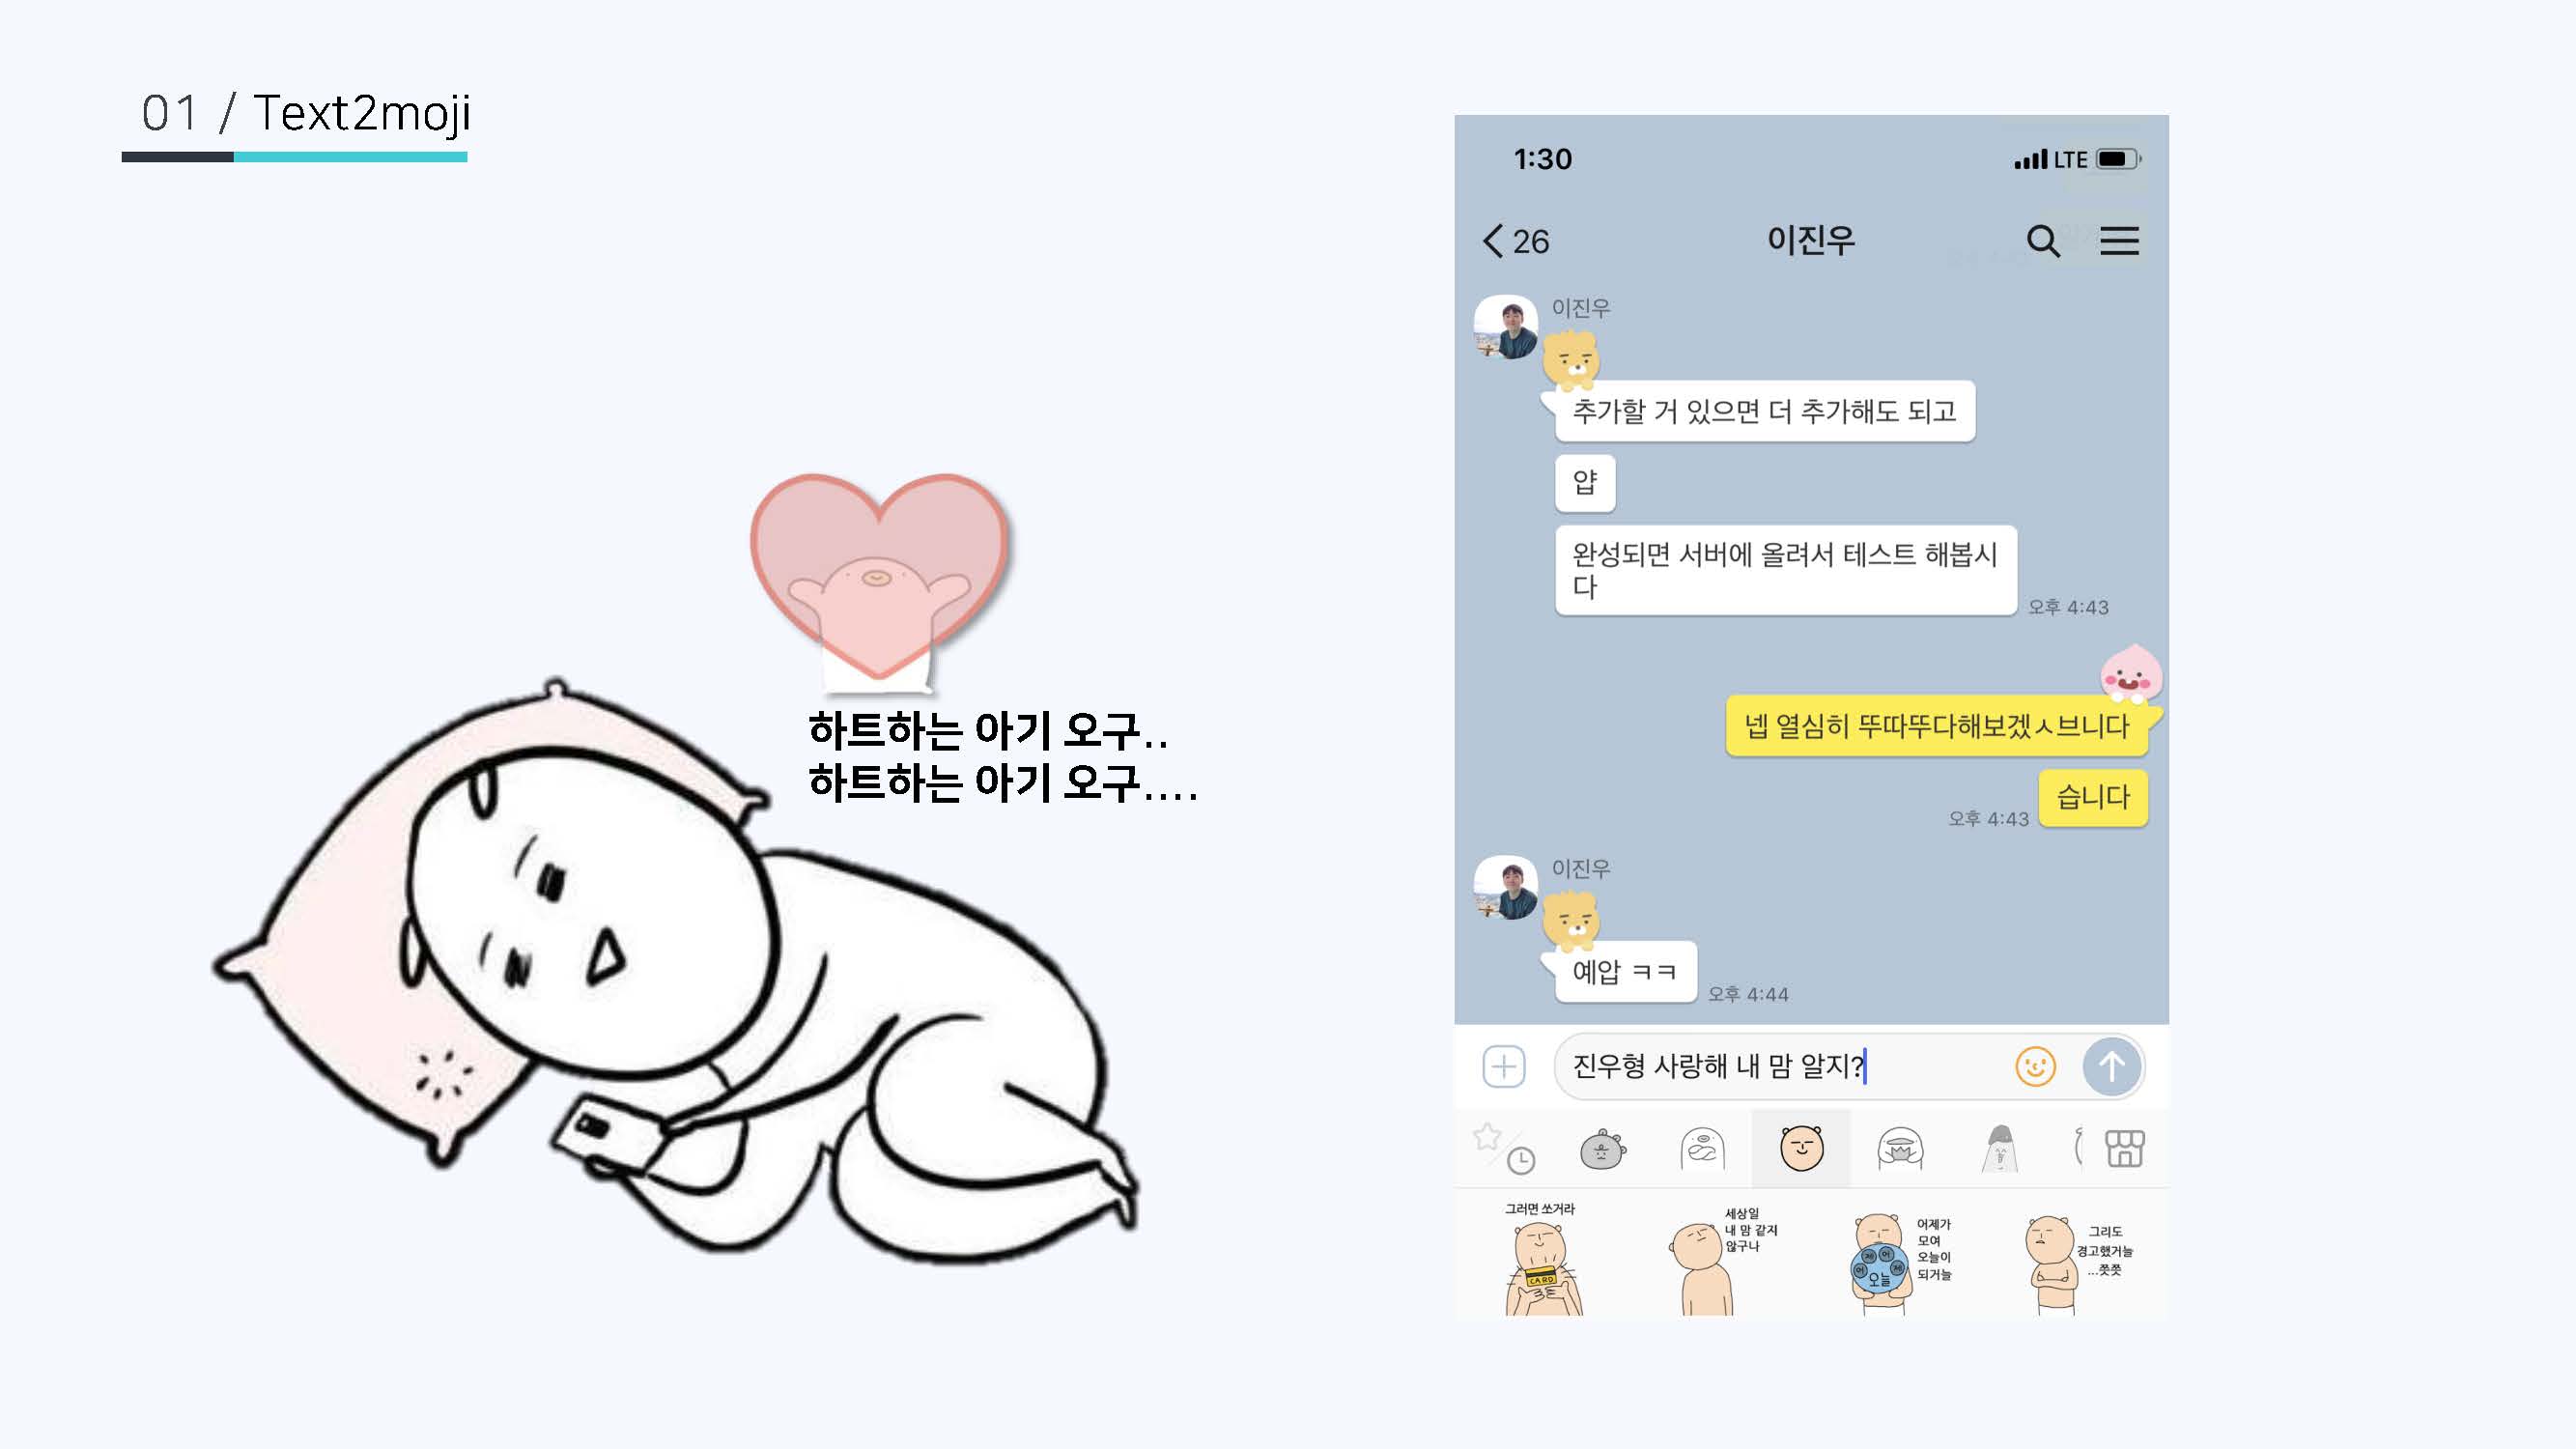 01 / Text2moji
하트하는 아기 오구..
하트하는 아기 오구....
1:30
LTE
26
이진우
이진우
추가할 거 있으면 더 추가해도 되고
얍
완성되면 서버에 올려서 테스트 해봅시
다
오후 4:43
넵 열심히 뚜따뚜다해보겠ㅅ브니다
습니다
오후 4:43
이진우
예압 ㅋㅋ
오후 4:44
진우형 사랑해 내 맘 알지?
그러면 쏘거라
CARD
세상일
내 맘 같지
않구나
어제가
모여
오늘이
되거늘
오늘
그리도
경고했거늘
...쯧쯧